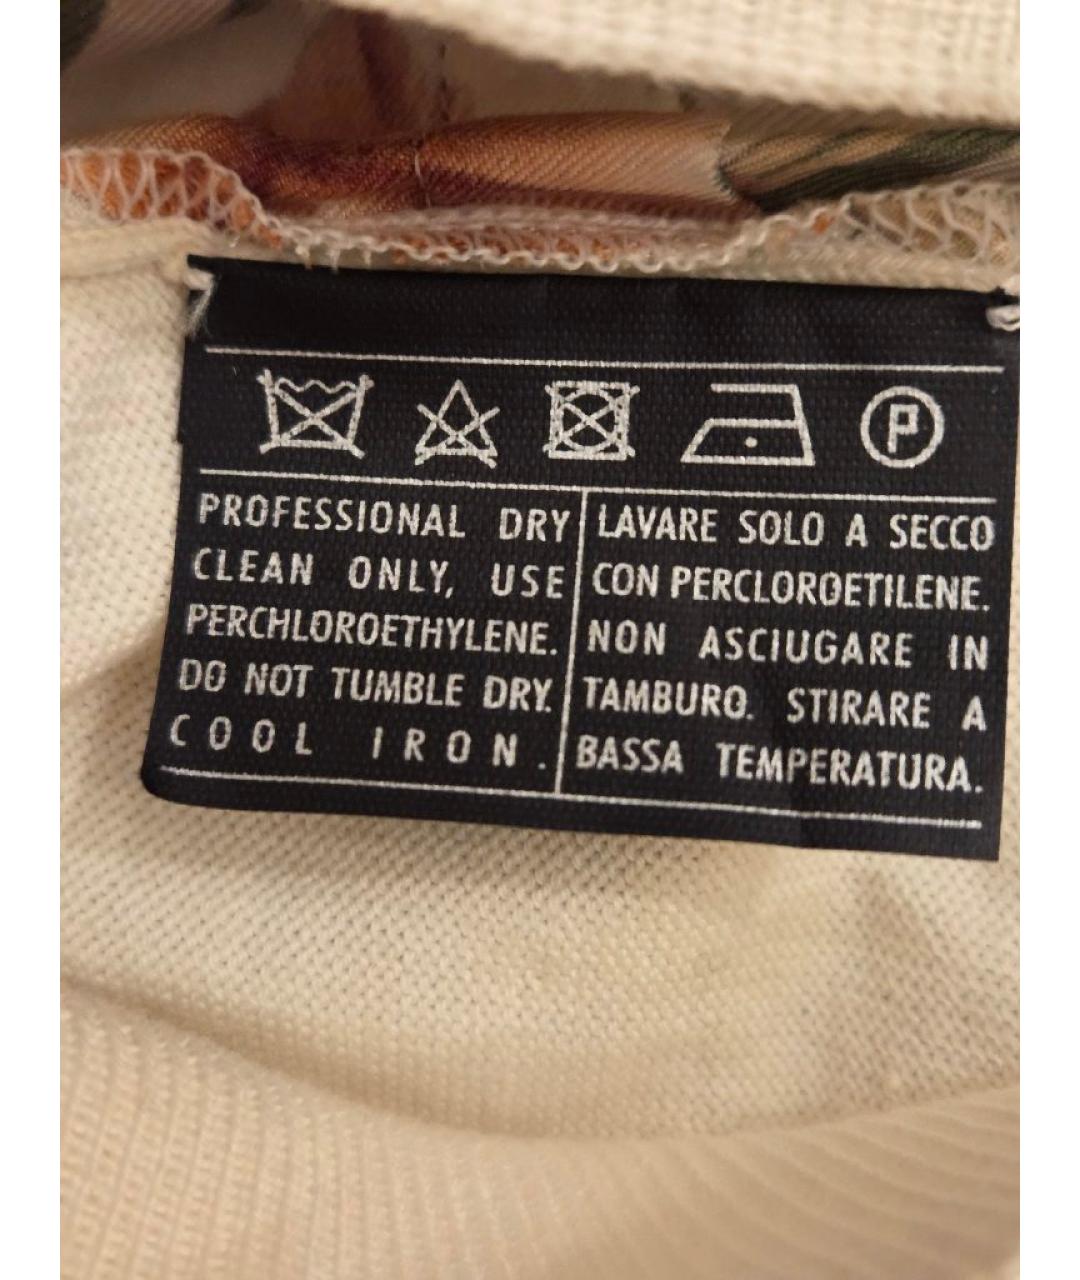 P
PROFESSIONAL DRY
CLEAN ONLY, USE
PERCHLOROETHYLENE.
DO NOT TUMBLE DRY.
COOL IRON.
LAVARE SOLO A SECCO
CON PERCLOROETILENE.
NON ASCIUGARE IN
TAMBURO. STIRARE A
BASSA TEMPERATURA.